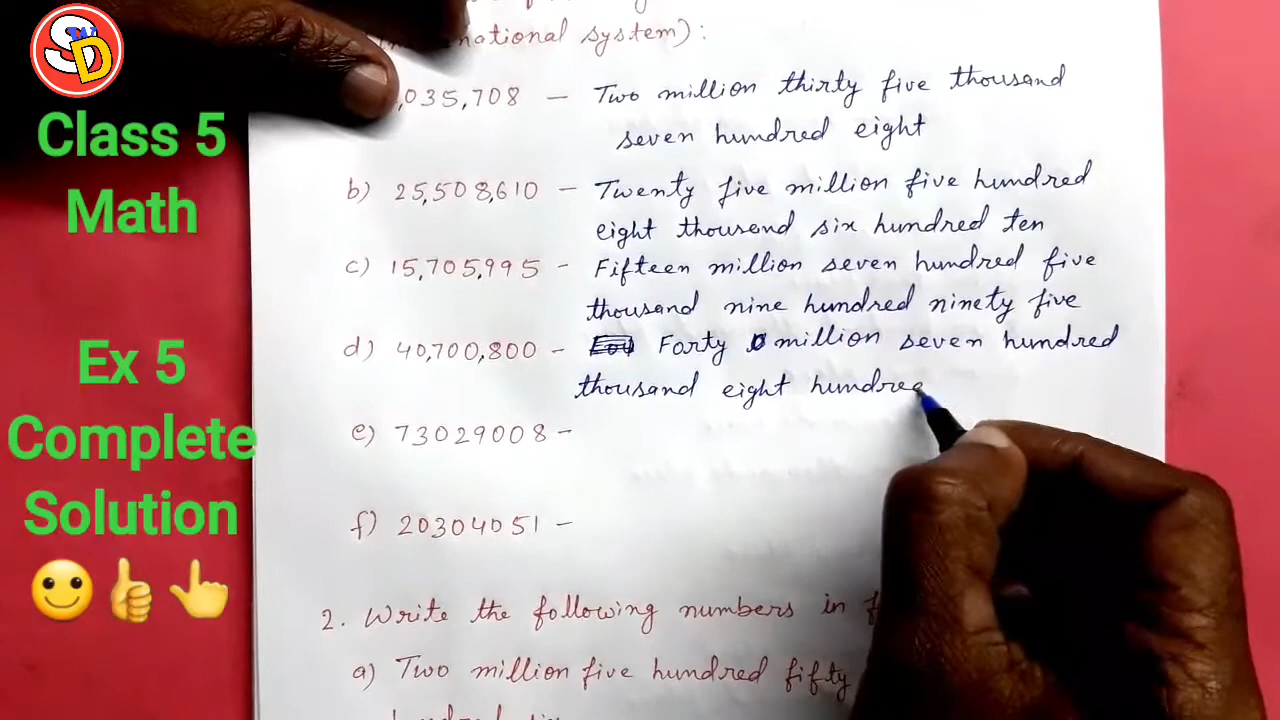 SD
Class 5
Math
Ex 5
Complete
Solution
national system):
,035,708 — Two million thirty five thousand
seven hundred eight
b) 25,508,610 — Twenty five million five hundred
eight thousand six hundred ten
c) 15,705,995 - Fifteen million seven hundred five
thousand nine hundred ninety five
d) 40,700,800 - Forty million seven hundred
thousand eight hundre
e) 73029008 -
f) 20304051 -
2. Write the following numbers in
a) Two million five hundred fifty